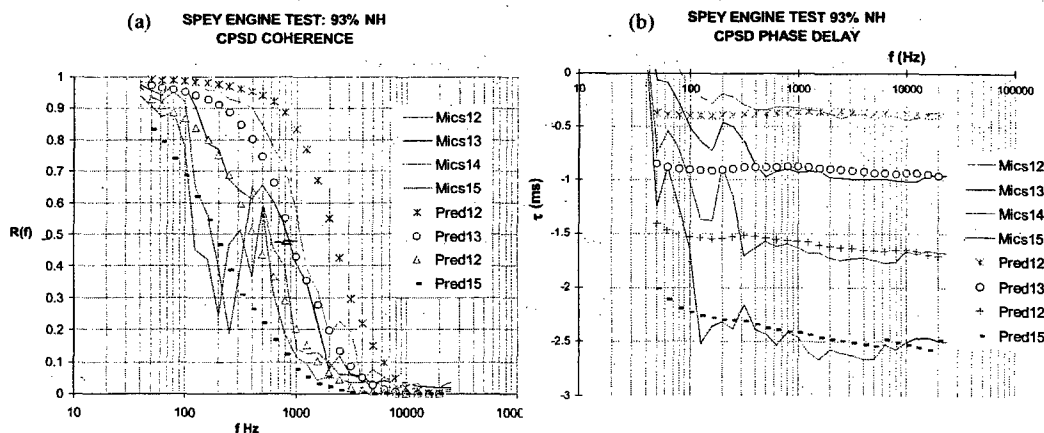 (a)
SPEY ENGINE TEST: 93% NH
CPSD COHERENCE
R(f)
1
0.9
0.8
0.7
0.6
0.5
0.4
0.3
0.2
0.1
0
10
100
1000
10000
1000
f Hz
Mics12
Mics13
Mics14
Mics15
Pred12
Pred13
Pred12
Pred15
(b)
SPEY ENGINE TEST 93% NH
CPSD PHASE DELAY
f (Hz)
10
100
1000
10000
100000
0
-0.5
-1
-1.5
-2
-2.5
-3
τ (ms)
Mics12
Mics13
Mics14
Mics15
Pred12
Pred13
Pred12
Pred15